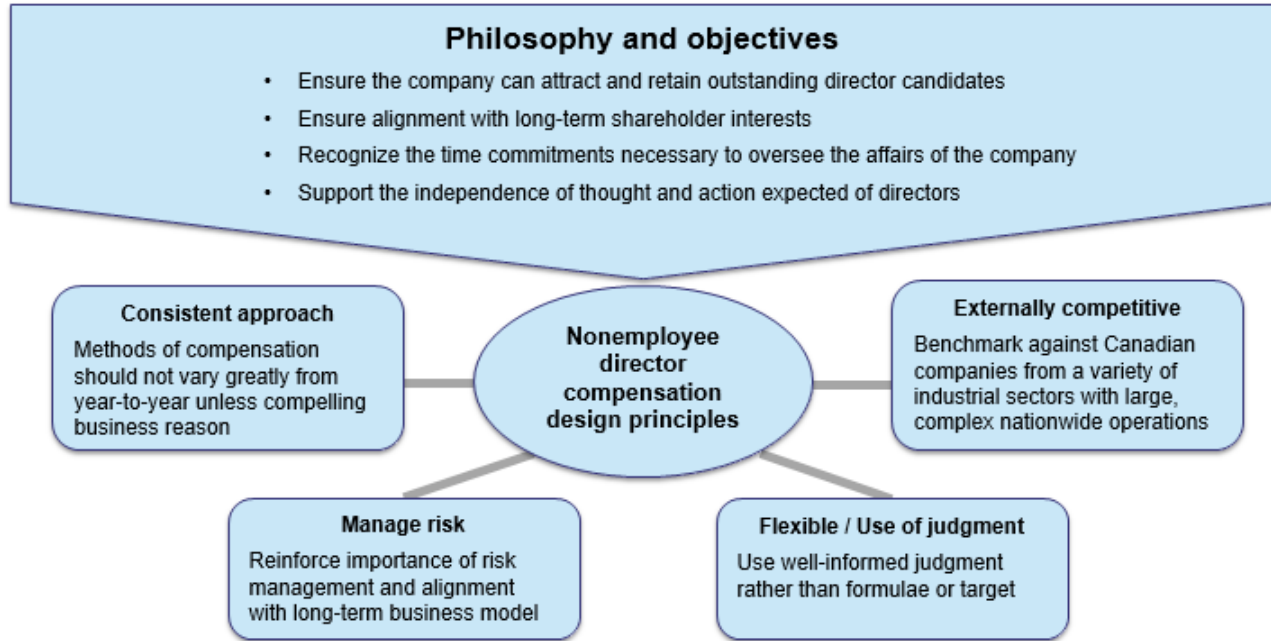 Philosophy and objectives
• Ensure the company can attract and retain outstanding director candidates
• Ensure alignment with long-term shareholder interests
• Recognize the time commitments necessary to oversee the affairs of the company
• Support the independence of thought and action expected of directors
Consistent approach
Methods of compensation
should not vary greatly from
year-to-year unless compelling
business reason
Nonemployee
director
compensation
design principles
Externally competitive
Benchmark against Canadian
companies from a variety of
industrial sectors with large,
complex nationwide operations
Manage risk
Reinforce importance of risk
management and alignment
with long-term business model
Flexible / Use of judgment
Use well-informed judgment
rather than formulae or target